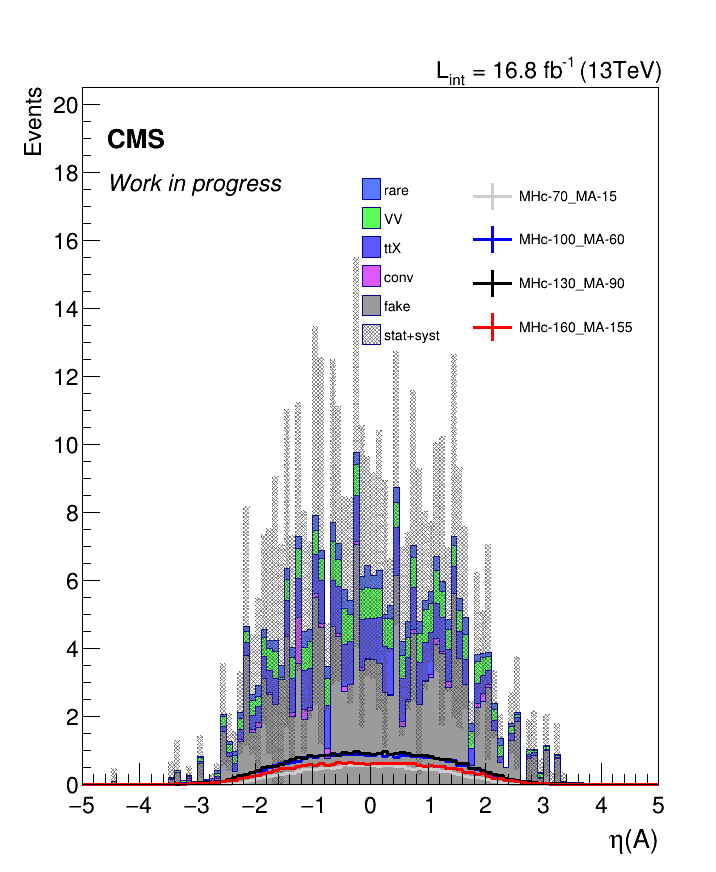 L_int = 16.8 fb^-1 (13TeV)
Events
20
18
16
14
12
10
8
6
4
2
0
CMS
Work in progress
rare
VV
ttX
conv
fake
stat+syst
MHc-70_MA-15
MHc-100_MA-60
MHc-130_MA-90
MHc-160_MA-155
−5 −4 −3 −2 −1 0 1 2 3 4 5
η(A)